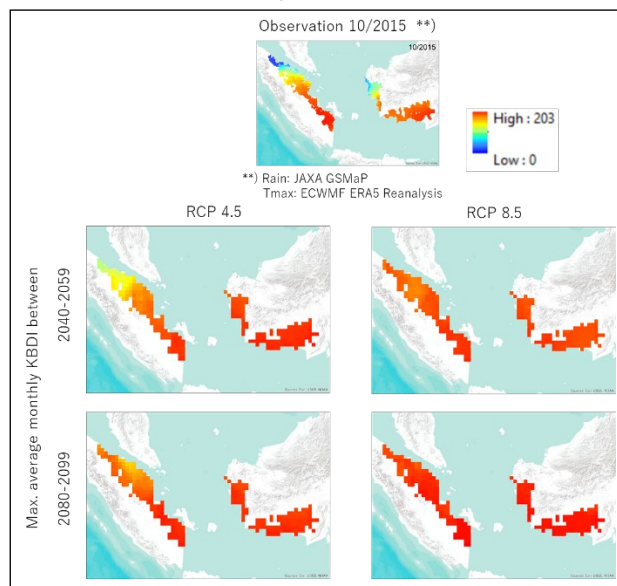 Observation 10/2015 **)
10/2015
High : 203
Low : 0
**) Rain: JAXA GSMaP
Tmax: ECWMF ERA5 Reanalysis
RCP 4.5
RCP 8.5
Max. average monthly KBDI between
2040-2059
2080-2099